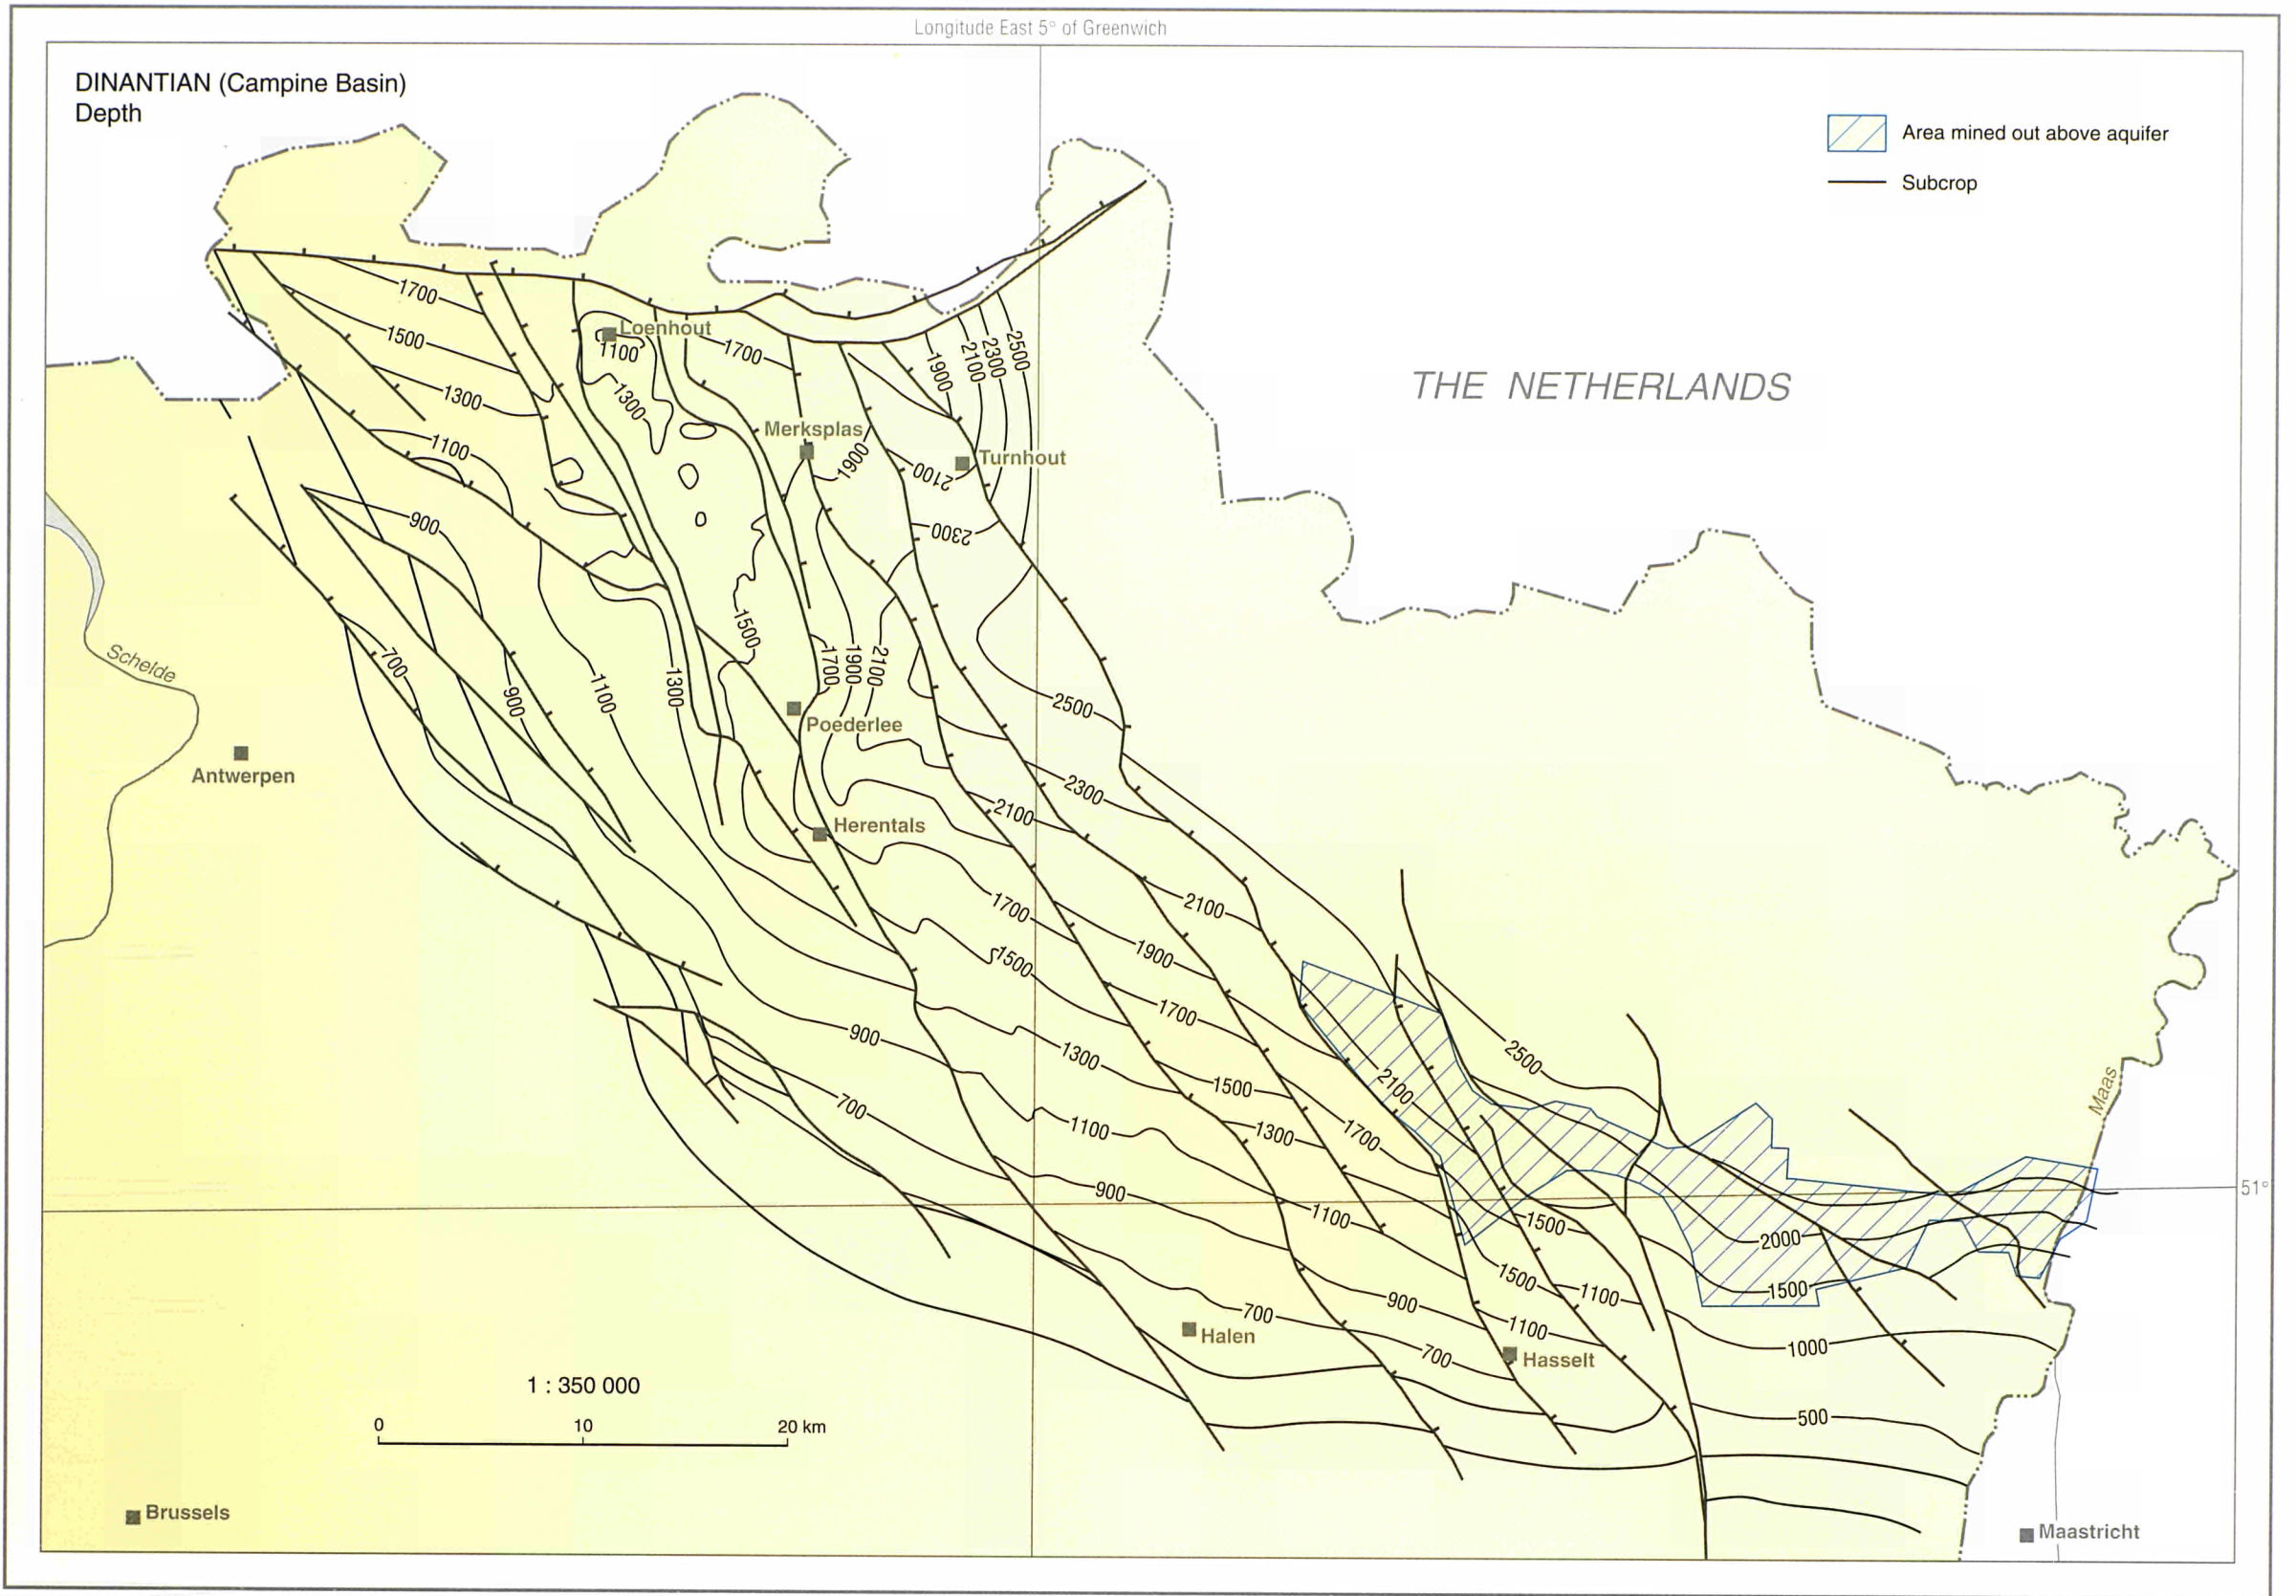 Longitude East 5° of Greenwich
DINANTIAN (Campine Basin)
Depth
Area mined out above aquifer
Subcrop
THE NETHERLANDS
1700
1500
1300
1100
Loenhout
1100
1700
1300
1900
2100
2300
2500
Merksplas
1900
Turnhout
2100
2300
900
Schelde
700
900
1100
1300
1500
1700
1900
2100
2500
Poederlee
Antwerpen
2300
2100
Herentals
2100
1700
1900
1500
1700
900
1300
2500
1500
2100
Maas
700
1100
1300
1700
900
1100
1500
51°
2000
1500
1500
1100
900
700
1100
1000
Halen
700
Hasselt
1 : 350 000
0 10 20 km
500
Brussels
Maastricht